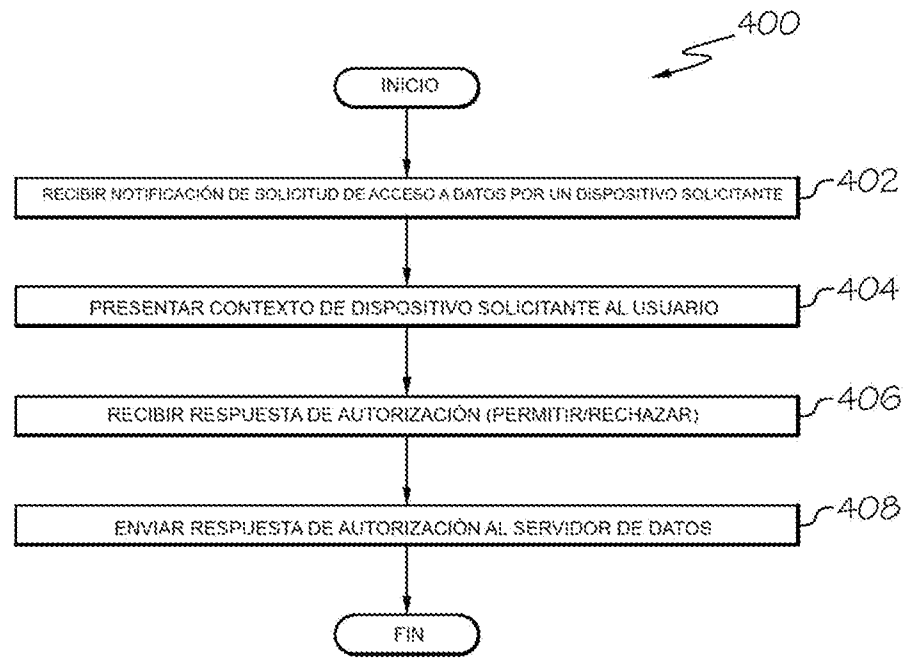 400
INICIO
RECIBIR NOTIFICACIÓN DE SOLICITUD DE ACCESO A DATOS POR UN DISPOSITIVO SOLICITANTE
402
PRESENTAR CONTEXTO DE DISPOSITIVO SOLICITANTE AL USUARIO
404
RECIBIR RESPUESTA DE AUTORIZACIÓN (PERMITIR/RECHAZAR)
406
ENVIAR RESPUESTA DE AUTORIZACIÓN AL SERVIDOR DE DATOS
408
FIN